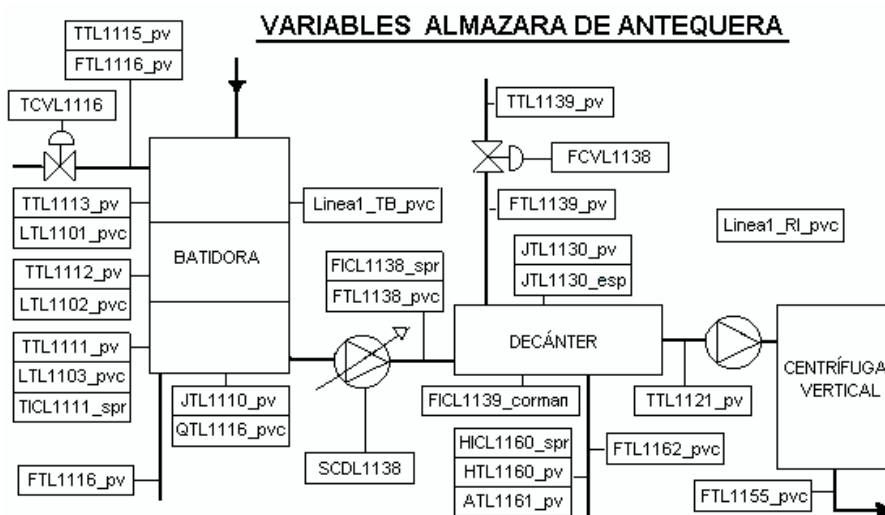 VARIABLES ALMAZARA DE ANTEQUERA
TTL1115_pv
FTL1116_pv
TCVL1116
TTL1139_pv
FCVL1138
TTL1113_pv
LTL1101_pvc
Linea1_TB_pvc
FTL1139_pv
Linea1_RI_pvc
BATIDORA
TTL1112_pv
LTL1102_pvc
FICL1138_spr
FTL1138_pvc
JTL1130_pv
JTL1130_esp
TTL1111_pv
LTL1103_pvc
TICL1111_spr
DECÁNTER
CENTRÍFUGA
VERTICAL
JTL1110_pv
QTL1116_pvc
FICL1139_corman
TTL1121_pv
SCDL1138
HICL1160_spr
HTL1160_pv
ATL1161_pv
FTL1162_pvc
FTL1116_pv
FTL1155_pvc